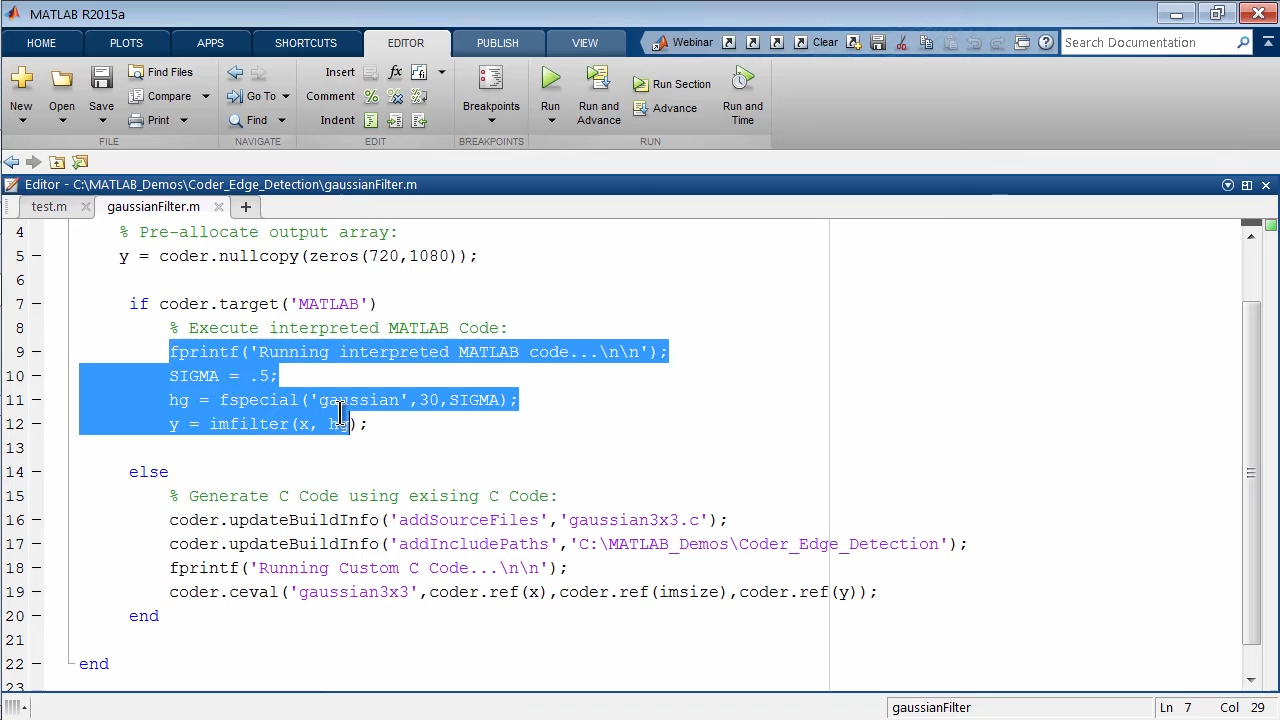 MATLAB R2015a
HOME PLOTS APPS SHORTCUTS EDITOR PUBLISH VIEW Webinar Clear Search Documentation
New Open Save Find Files Compare Print
Go To Find
Insert Comment Indent
Breakpoints
Run Run and Advance Run Section Advance Run and Time
FILE NAVIGATE EDIT BREAKPOINTS RUN
Editor - C:\MATLAB_Demos\Coder_Edge_Detection\gaussianFilter.m
test.m gaussianFilter.m
4 % Pre-allocate output array:
5 y = coder.nullcopy(zeros(720,1080));
6
7 if coder.target('MATLAB')
8 % Execute interpreted MATLAB Code:
9 fprintf('Running interpreted MATLAB code...\n\n');
10 SIGMA = .5;
11 hg = fspecial('gaussian',30,SIGMA);
12 y = imfilter(x, hg);
13
14 else
15 % Generate C Code using exising C Code:
16 coder.updateBuildInfo('addSourceFiles','gaussian3x3.c');
17 coder.updateBuildInfo('addIncludePaths','C:\MATLAB_Demos\Coder_Edge_Detection');
18 fprintf('Running Custom C Code...\n\n');
19 coder.ceval('gaussian3x3',coder.ref(x),coder.ref(imsize),coder.ref(y));
20 end
21
22 end
23
gaussianFilter Ln 7 Col 29